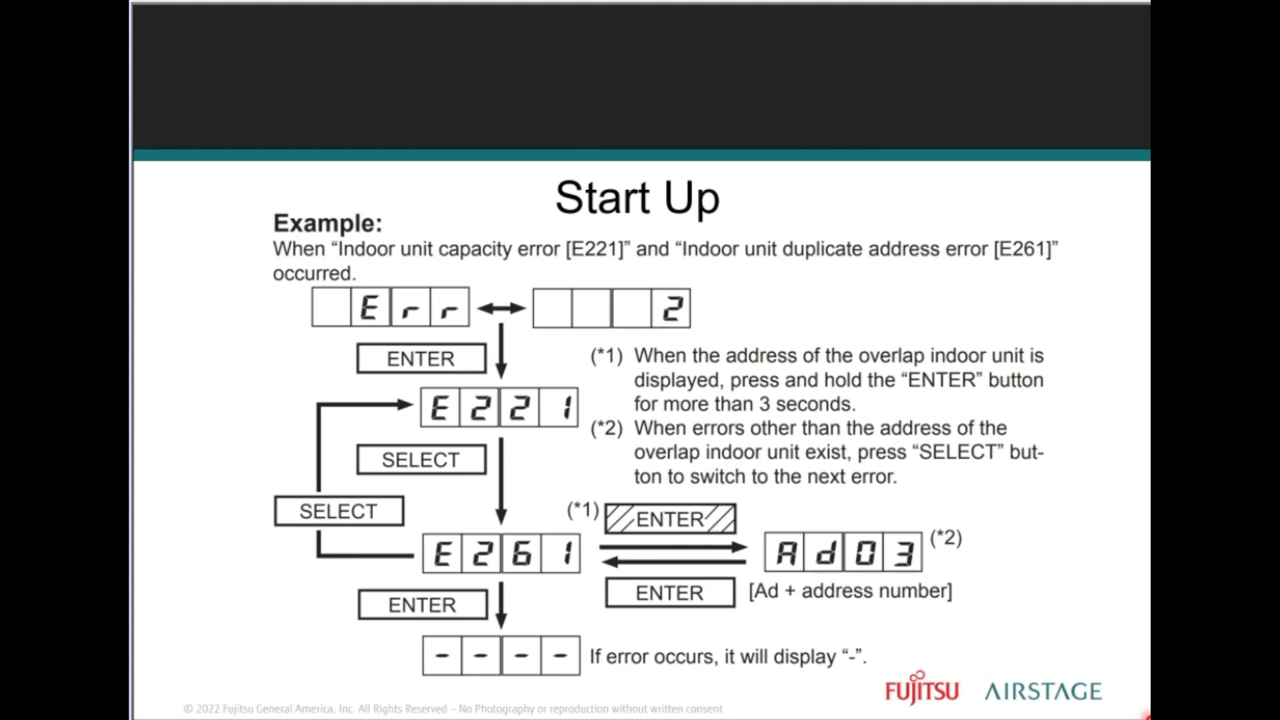 Start Up
Example:
When “Indoor unit capacity error [E221]” and “Indoor unit duplicate address error [E261]”
occurred.
E r r
2
ENTER
(*1) When the address of the overlap indoor unit is
displayed, press and hold the “ENTER” button
for more than 3 seconds.
E 2 2 1
(*2) When errors other than the address of the
overlap indoor unit exist, press “SELECT” but-
ton to switch to the next error.
SELECT
SELECT
(*1) ENTER
E 2 6 1
A d 0 3 (*2)
ENTER
[Ad + address number]
ENTER
- - - -
If error occurs, it will display “-”.
FUJITSU AIRSTAGE
© 2022 Fujitsu General America, Inc. All Rights Reserved – No Photography or reproduction without written consent